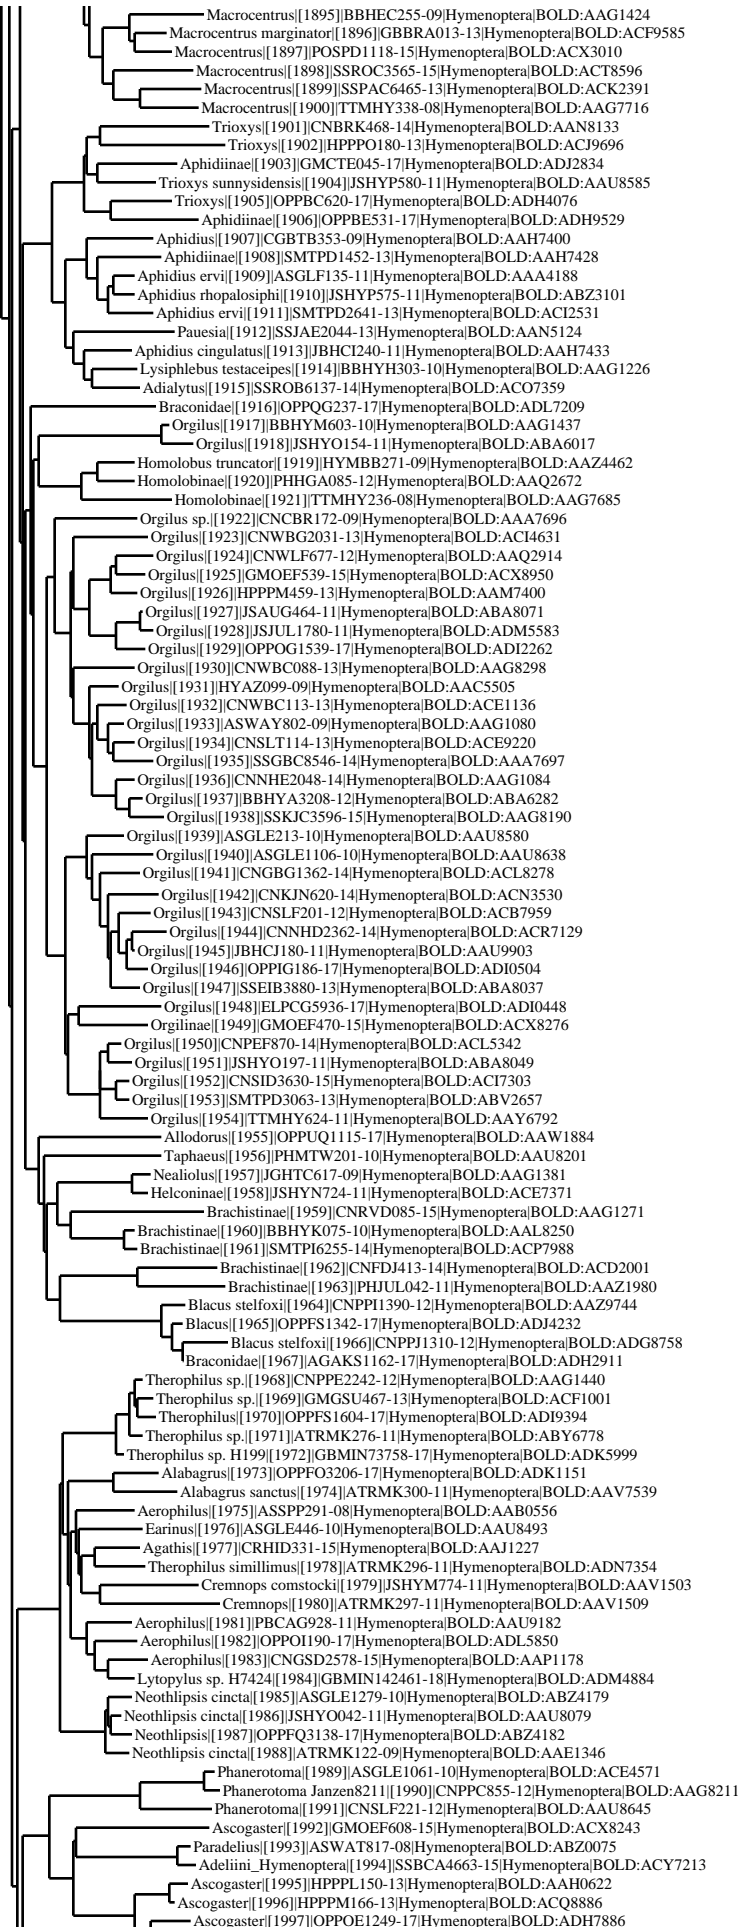 Macrocentrus|[1895]|BBHEC255-09|Hymenoptera|BOLD:AAG1424
Macrocentrus marginator|[1896]|GBBRA013-13|Hymenoptera|BOLD:ACF9585
Macrocentrus|[1897]|POSPD1118-15|Hymenoptera|BOLD:ACX3010
Macrocentrus|[1898]|SSROC3565-15|Hymenoptera|BOLD:ACT8596
Macrocentrus|[1899]|SSPAC6465-13|Hymenoptera|BOLD:ACK2391
Macrocentrus|[1900]|TTMHY338-08|Hymenoptera|BOLD:AAG7716
Trioxys|[1901]|CNBRK468-14|Hymenoptera|BOLD:AAN8133
Trioxys|[1902]|HPPPO180-13|Hymenoptera|BOLD:ACJ9696
Aphidiinae|[1903]|GMCTE045-17|Hymenoptera|BOLD:ADJ2834
Trioxys sunnysidensis|[1904]|JSHYP580-11|Hymenoptera|BOLD:AAU8585
Trioxys|[1905]|OPPBC620-17|Hymenoptera|BOLD:ADH4076
Aphidiinae|[1906]|OPPBE531-17|Hymenoptera|BOLD:ADH9529
Aphidius|[1907]|CGBTB353-09|Hymenoptera|BOLD:AAH7400
Aphidiinae|[1908]|SMTPD1452-13|Hymenoptera|BOLD:AAH7428
Aphidius ervi|[1909]|ASGLF135-11|Hymenoptera|BOLD:AAA4188
Aphidius rhopalosiphi|[1910]|JSHYP575-11|Hymenoptera|BOLD:ABZ3101
Aphidius ervi|[1911]|SMTPD2641-13|Hymenoptera|BOLD:ACI2531
Pauesia|[1912]|SSJAE2044-13|Hymenoptera|BOLD:AAN5124
Aphidius cingulatus|[1913]|JBHCI240-11|Hymenoptera|BOLD:AAH7433
Lysiphlebus testaceipes|[1914]|BBHYH303-10|Hymenoptera|BOLD:AAG1226
Adialytus|[1915]|SSROB6137-14|Hymenoptera|BOLD:ACO7359
Braconidae|[1916]|OPPQG237-17|Hymenoptera|BOLD:ADL7209
Orgilus|[1917]|BBHYM603-10|Hymenoptera|BOLD:AAG1437
Orgilus|[1918]|JSHYO154-11|Hymenoptera|BOLD:ABA6017
Homolobus truncator|[1919]|HYMBB271-09|Hymenoptera|BOLD:AAZ4462
Homolobinae|[1920]|PHHGA085-12|Hymenoptera|BOLD:AAQ2672
Homolobinae|[1921]|TTMHY236-08|Hymenoptera|BOLD:AAG7685
Orgilus sp.|[1922]|CNCBR172-09|Hymenoptera|BOLD:AAA7696
Orgilus|[1923]|CNWBG2031-13|Hymenoptera|BOLD:ACI4631
Orgilus|[1924]|CNWLF677-12|Hymenoptera|BOLD:AAQ2914
Orgilus|[1925]|GMOEF539-15|Hymenoptera|BOLD:ACX8950
Orgilus|[1926]|HPPPM459-13|Hymenoptera|BOLD:AAM7400
Orgilus|[1927]|JSAUG464-11|Hymenoptera|BOLD:ABA8071
Orgilus|[1928]|JSJUL1780-11|Hymenoptera|BOLD:ADM5583
Orgilus|[1929]|OPPOG1539-17|Hymenoptera|BOLD:ADI2262
Orgilus|[1930]|CNWBC088-13|Hymenoptera|BOLD:AAG8298
Orgilus|[1931]|HYAZ099-09|Hymenoptera|BOLD:AAC5505
Orgilus|[1932]|CNWBC113-13|Hymenoptera|BOLD:ACE1136
Orgilus|[1933]|ASWAY802-09|Hymenoptera|BOLD:AAG1080
Orgilus|[1934]|CNSLT114-13|Hymenoptera|BOLD:ACE9220
Orgilus|[1935]|SSGBC8546-14|Hymenoptera|BOLD:AAA7697
Orgilus|[1936]|CNNHE2048-14|Hymenoptera|BOLD:AAG1084
Orgilus|[1937]|BBHYA3208-12|Hymenoptera|BOLD:ABA6282
Orgilus|[1938]|SSKJC3596-15|Hymenoptera|BOLD:AAG8190
Orgilus|[1939]|ASGLE213-10|Hymenoptera|BOLD:AAU8580
Orgilus|[1940]|ASGLE1106-10|Hymenoptera|BOLD:AAU8638
Orgilus|[1941]|CNGBG1362-14|Hymenoptera|BOLD:ACL8278
Orgilus|[1942]|CNKJN620-14|Hymenoptera|BOLD:ACN3530
Orgilus|[1943]|CNSLF201-12|Hymenoptera|BOLD:ACB7959
Orgilus|[1944]|CNNHD2362-14|Hymenoptera|BOLD:ACR7129
Orgilus|[1945]|JBHCJ180-11|Hymenoptera|BOLD:AAU9903
Orgilus|[1946]|OPPIG186-17|Hymenoptera|BOLD:ADI0504
Orgilus|[1947]|SSEIB3880-13|Hymenoptera|BOLD:ABA8037
Orgilus|[1948]|ELPCG5936-17|Hymenoptera|BOLD:ADI0448
Orgilinae|[1949]|GMOEF470-15|Hymenoptera|BOLD:ACX8276
Orgilus|[1950]|CNPEF870-14|Hymenoptera|BOLD:ACL5342
Orgilus|[1951]|JSHYO197-11|Hymenoptera|BOLD:ABA8049
Orgilus|[1952]|CNSID3630-15|Hymenoptera|BOLD:ACI7303
Orgilus|[1953]|SMTPD3063-13|Hymenoptera|BOLD:ABV2657
Orgilus|[1954]|TTMHY624-11|Hymenoptera|BOLD:AAY6792
Allodorus|[1955]|OPPUQ1115-17|Hymenoptera|BOLD:AAW1884
Taphaeus|[1956]|PHMTW201-10|Hymenoptera|BOLD:AAU8201
Nealiolus|[1957]|JGHTC617-09|Hymenoptera|BOLD:AAG1381
Helconinae|[1958]|JSHYN724-11|Hymenoptera|BOLD:ACE7371
Brachistinae|[1959]|CNRVD085-15|Hymenoptera|BOLD:AAG1271
Brachistinae|[1960]|BBHYK075-10|Hymenoptera|BOLD:AAL8250
Brachistinae|[1961]|SMTPI6255-14|Hymenoptera|BOLD:ACP7988
Brachistinae|[1962]|CNFDJ413-14|Hymenoptera|BOLD:ACD2001
Brachistinae|[1963]|PHJUL042-11|Hymenoptera|BOLD:AAZ1980
Blacus stelfoxi|[1964]|CNPPI1390-12|Hymenoptera|BOLD:AAZ9744
Blacus|[1965]|OPPFS1342-17|Hymenoptera|BOLD:ADJ4232
Blacus stelfoxi|[1966]|CNPPJ1310-12|Hymenoptera|BOLD:ADG8758
Braconidae|[1967]|AGAKS1162-17|Hymenoptera|BOLD:ADH2911
Therophilus sp.|[1968]|CNPPE2242-12|Hymenoptera|BOLD:AAG1440
Therophilus sp.|[1969]|GMGSU467-13|Hymenoptera|BOLD:ACF1001
Therophilus|[1970]|OPPFS1604-17|Hymenoptera|BOLD:ADI9394
Therophilus sp.|[1971]|ATRMK276-11|Hymenoptera|BOLD:ABY6778
Therophilus sp. H199|[1972]|GBMIN73758-17|Hymenoptera|BOLD:ADK5999
Alabagrus|[1973]|OPPFO3206-17|Hymenoptera|BOLD:ADK1151
Alabagrus sanctus|[1974]|ATRMK300-11|Hymenoptera|BOLD:AAV7539
Aerophilus|[1975]|ASSPP291-08|Hymenoptera|BOLD:AAB0556
Earinus|[1976]|ASGLE446-10|Hymenoptera|BOLD:AAU8493
Agathis|[1977]|CRHID331-15|Hymenoptera|BOLD:AAJ1227
Therophilus simillimus|[1978]|ATRMK296-11|Hymenoptera|BOLD:ADN7354
Cremnops comstocki|[1979]|JSHYM774-11|Hymenoptera|BOLD:AAV1503
Cremnops|[1980]|ATRMK297-11|Hymenoptera|BOLD:AAV1509
Aerophilus|[1981]|PBCAG928-11|Hymenoptera|BOLD:AAU9182
Aerophilus|[1982]|OPPOI190-17|Hymenoptera|BOLD:ADL5850
Aerophilus|[1983]|CNGSD2578-15|Hymenoptera|BOLD:AAP1178
Lytopylus sp. H7424|[1984]|GBMIN142461-18|Hymenoptera|BOLD:ADM4884
Neothlipsis cincta|[1985]|ASGLE1279-10|Hymenoptera|BOLD:ABZ4179
Neothlipsis cincta|[1986]|JSHYO042-11|Hymenoptera|BOLD:AAU8079
Neothlipsis|[1987]|OPPFQ3138-17|Hymenoptera|BOLD:ABZ4182
Neothlipsis cincta|[1988]|ATRMK122-09|Hymenoptera|BOLD:AAE1346
Phanerotoma|[1989]|ASGLE1061-10|Hymenoptera|BOLD:ACE4571
Phanerotoma Janzen8211|[1990]|CNPPC855-12|Hymenoptera|BOLD:AAG8211
Phanerotoma|[1991]|CNSLF221-12|Hymenoptera|BOLD:AAU8645
Ascogaster|[1992]|GMOEF608-15|Hymenoptera|BOLD:ACX8243
Paradelius|[1993]|ASWAT817-08|Hymenoptera|BOLD:ABZ0075
Adeliini_Hymenoptera|[1994]|SSBCA4663-15|Hymenoptera|BOLD:ACY7213
Ascogaster|[1995]|HPPPL150-13|Hymenoptera|BOLD:AAH0622
Ascogaster|[1996]|HPPPM166-13|Hymenoptera|BOLD:ACQ8886
Ascogaster|[1997]|OPPOE1249-17|Hymenoptera|BOLD:ADH7886